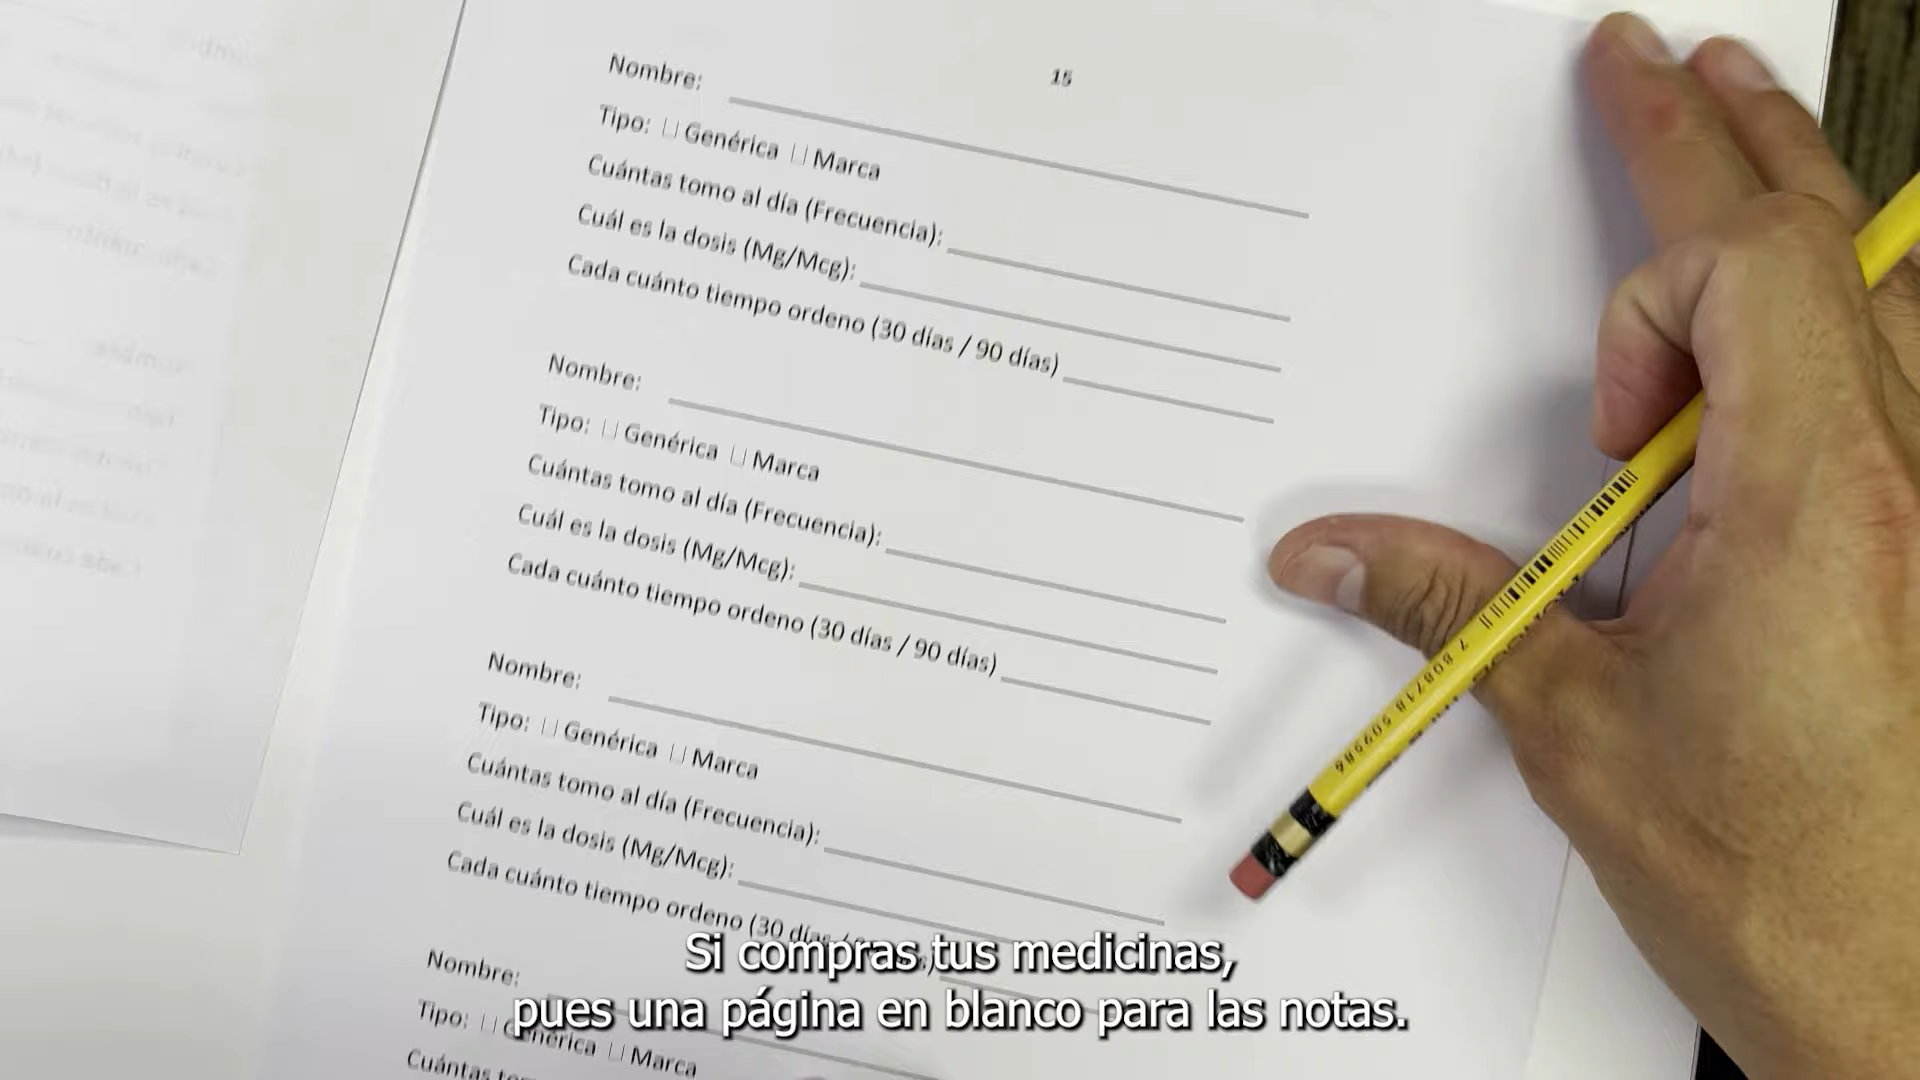 15
Nombre:
Tipo: Genérica Marca
Cuántas tomo al día (Frecuencia):
Cuál es la dosis (Mg/Mcg):
Cada cuánto tiempo ordeno (30 días / 90 días)
Nombre:
Tipo: Genérica Marca
Cuántas tomo al día (Frecuencia):
Cuál es la dosis (Mg/Mcg):
Cada cuánto tiempo ordeno (30 días / 90 días)
Nombre:
Tipo: Genérica Marca
Cuántas tomo al día (Frecuencia):
Cuál es la dosis (Mg/Mcg):
Cada cuánto tiempo ordeno (30 días /
Nombre:
Tipo: Genérica Marca
Cuántas
Si compras tus medicinas,
pues una página en blanco para las notas.